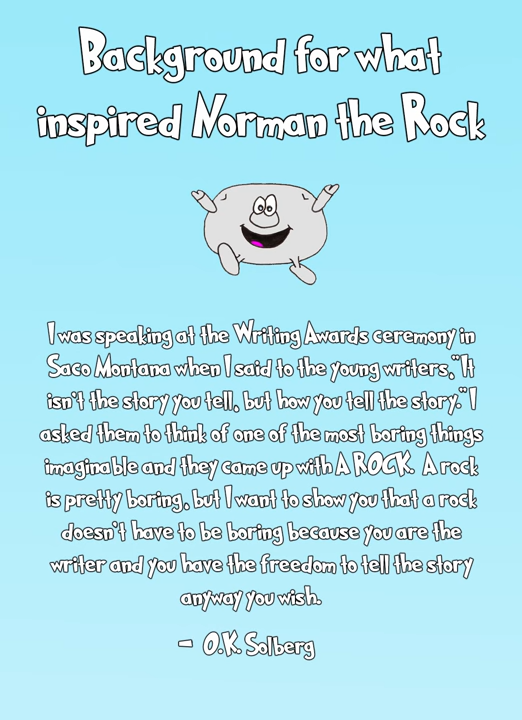 Background for what
inspired Norman the Rock
I was speaking at the Writing Awards ceremony in
Saco Montana when I said to the young writers,"It
isn't the story you tell, but how you tell the story." I
asked them to think of one of the most boring things
imaginable and they came up with A ROCK. A rock
is pretty boring, but I want to show you that a rock
doesn't have to be boring because you are the
writer and you have the freedom to tell the story
anyway you wish.
- O.K. Solberg